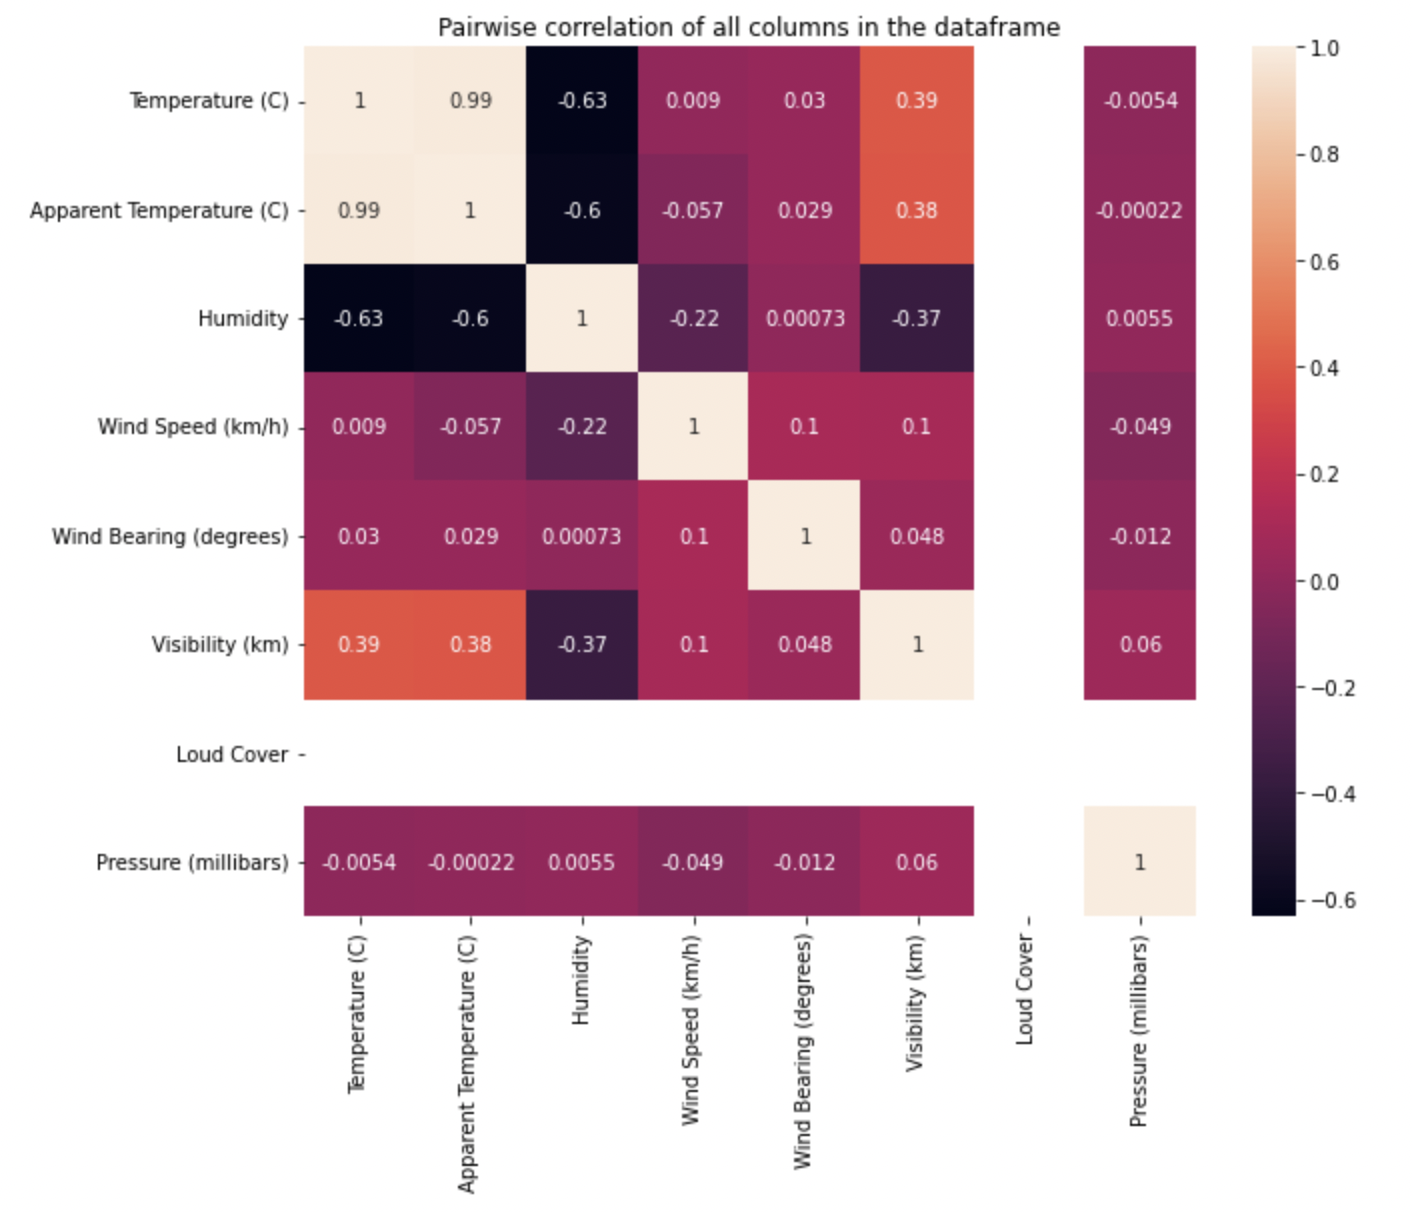 Pairwise correlation of all columns in the dataframe
Temperature (C) 1 0.99 -0.63 0.009 0.03 0.39 -0.0054
Apparent Temperature (C) 0.99 1 -0.6 -0.057 0.029 0.38 -0.00022
Humidity -0.63 -0.6 1 -0.22 0.00073 -0.37 0.0055
Wind Speed (km/h) 0.009 -0.057 -0.22 1 0.1 0.1 -0.049
Wind Bearing (degrees) 0.03 0.029 0.00073 0.1 1 0.048 -0.012
Visibility (km) 0.39 0.38 -0.37 0.1 0.048 1 0.06
Loud Cover
Pressure (millibars) -0.0054 -0.00022 0.0055 -0.049 -0.012 0.06 1
Temperature (C)
Apparent Temperature (C)
Humidity
Wind Speed (km/h)
Wind Bearing (degrees)
Visibility (km)
Loud Cover
Pressure (millibars)
1.0
0.8
0.6
0.4
0.2
0.0
−0.2
−0.4
−0.6